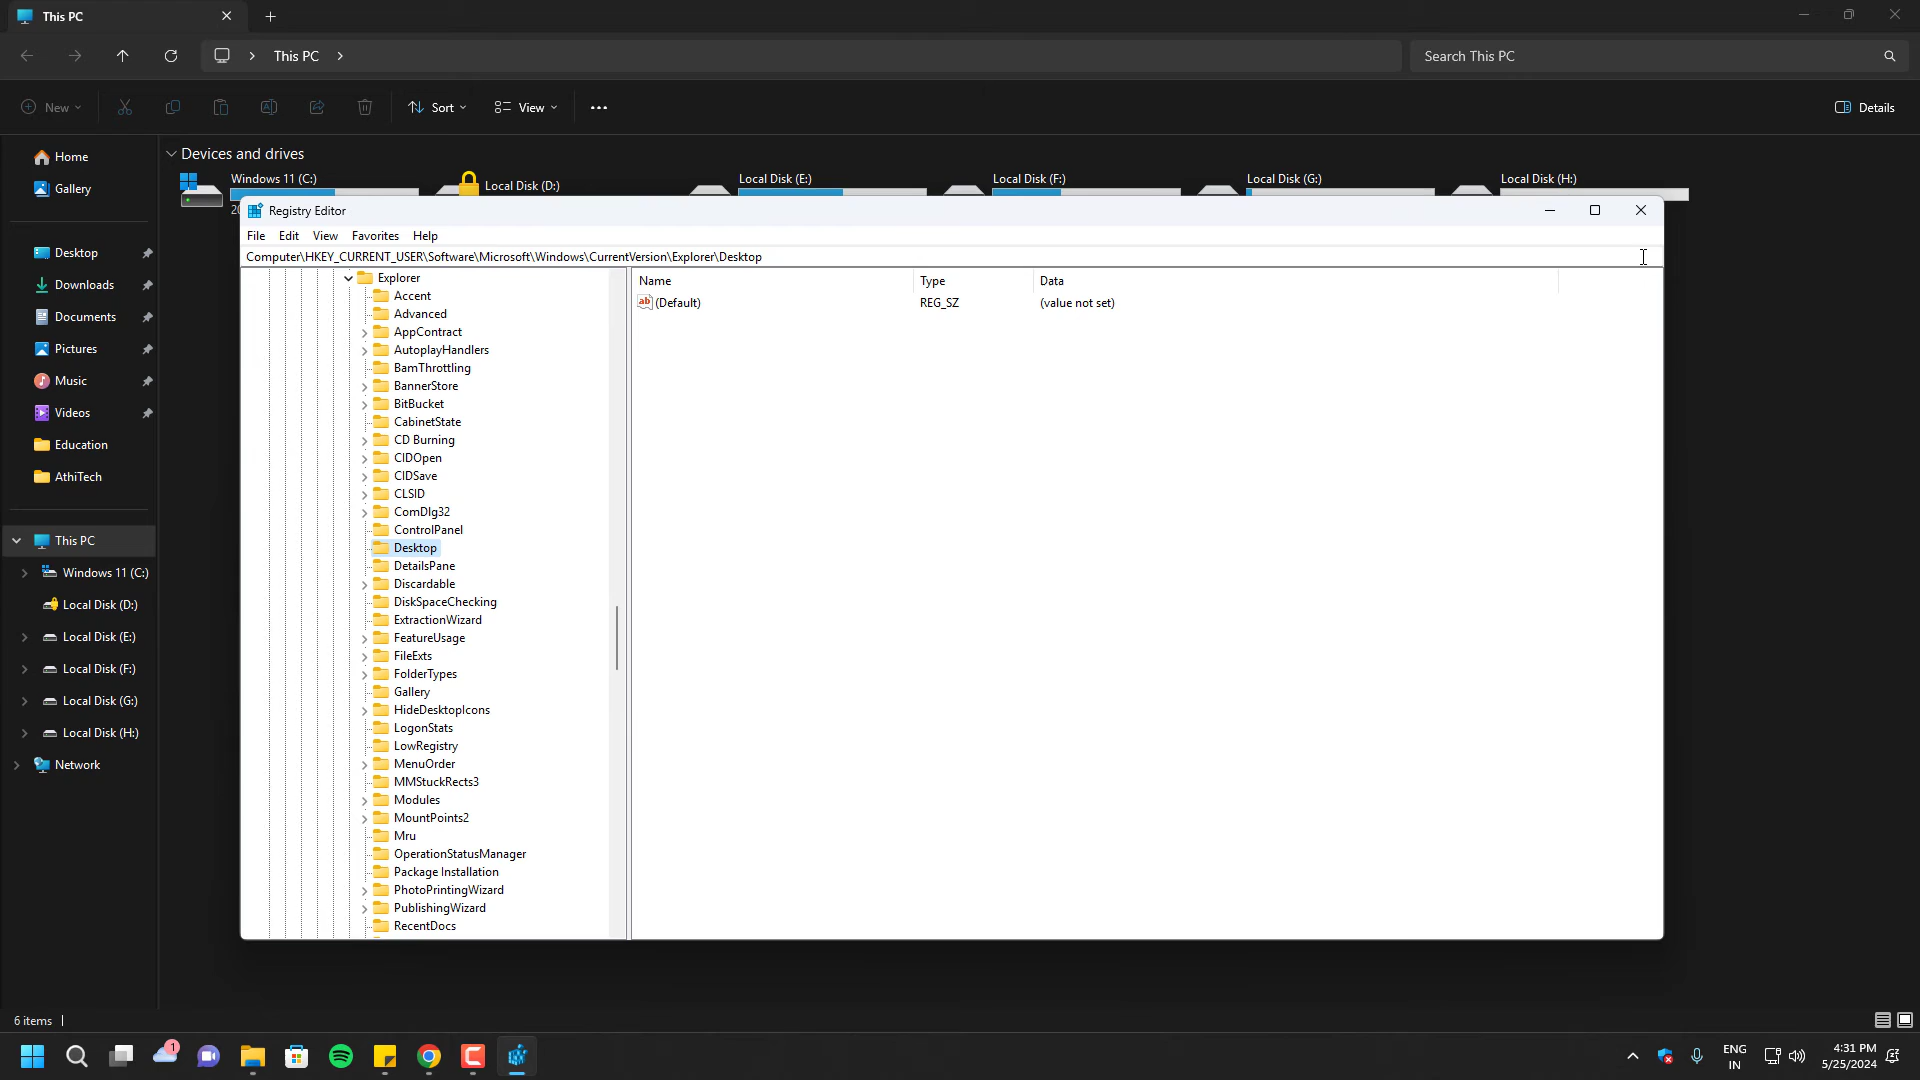 This PC
This PC
Search This PC
New
Sort
View
Details
Home
Gallery
Desktop
Downloads
Documents
Pictures
Music
Videos
Education
AthiTech
This PC
Windows 11 (C:)
Local Disk (D:)
Local Disk (E:)
Local Disk (F:)
Local Disk (G:)
Local Disk (H:)
Network
Devices and drives
Windows 11 (C:)
Local Disk (D:)
Local Disk (E:)
Local Disk (F:)
Local Disk (G:)
Local Disk (H:)
Registry Editor
File Edit View Favorites Help
Computer\HKEY_CURRENT_USER\Software\Microsoft\Windows\CurrentVersion\Explorer\Desktop
Explorer
Accent
Advanced
AppContract
AutoplayHandlers
BamThrottling
BannerStore
BitBucket
CabinetState
CD Burning
CIDOpen
CIDSave
CLSID
ComDlg32
ControlPanel
Desktop
DetailsPane
Discardable
DiskSpaceChecking
ExtractionWizard
FeatureUsage
FileExts
FolderTypes
Gallery
HideDesktopIcons
LogonStats
LowRegistry
MenuOrder
MMStuckRects3
Modules
MountPoints2
Mru
OperationStatusManager
Package Installation
PhotoPrintingWizard
PublishingWizard
RecentDocs
Name Type Data
ab (Default) REG_SZ (value not set)
6 items
1
ENG
IN
4:31 PM
5/25/2024